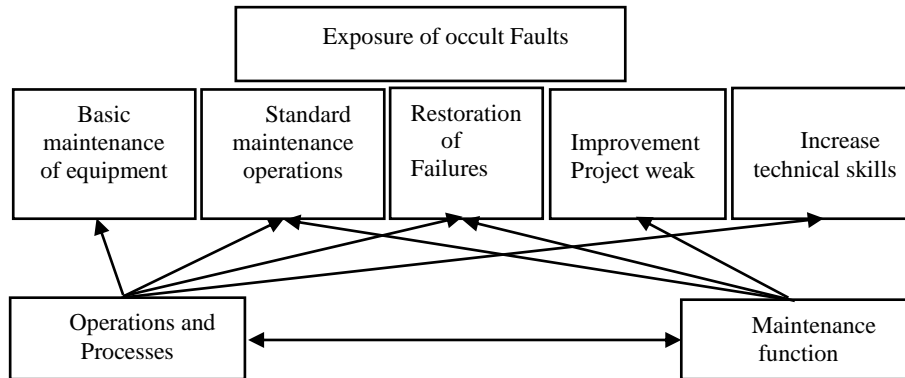 Exposure of occult Faults
Basic
maintenance
of equipment
Standard
maintenance
operations
Restoration
of
Failures
Improvement
Project weak
Increase
technical skills
Operations and
Processes
Maintenance
function